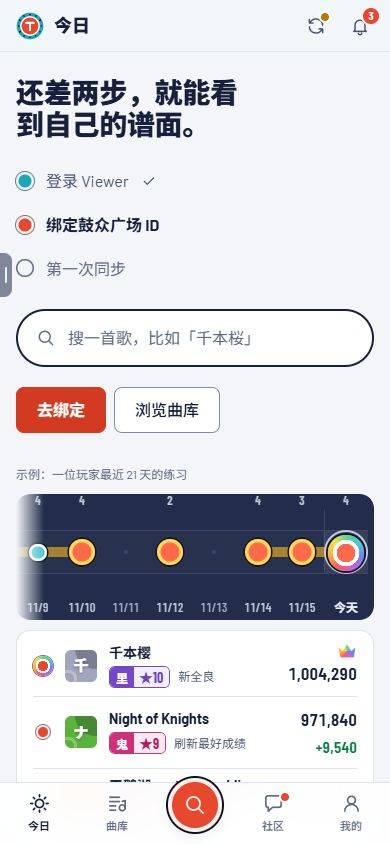 今日
3
还差两步，就能看
到自己的谱面。
登录 Viewer
绑定鼓众广场 ID
第一次同步
搜一首歌，比如「千本桜」
去绑定
浏览曲库
示例：一位玩家最近 21 天的练习
4 4 2 4 3 4
11/9 11/10 11/11 11/12 11/13 11/14 11/15 今天
千本樱
千
里 ★10 新全良
1,004,290
Night of Knights
ナ
鬼 ★9 刷新最好成绩
971,840
+9,540
今日
曲库
社区
我的